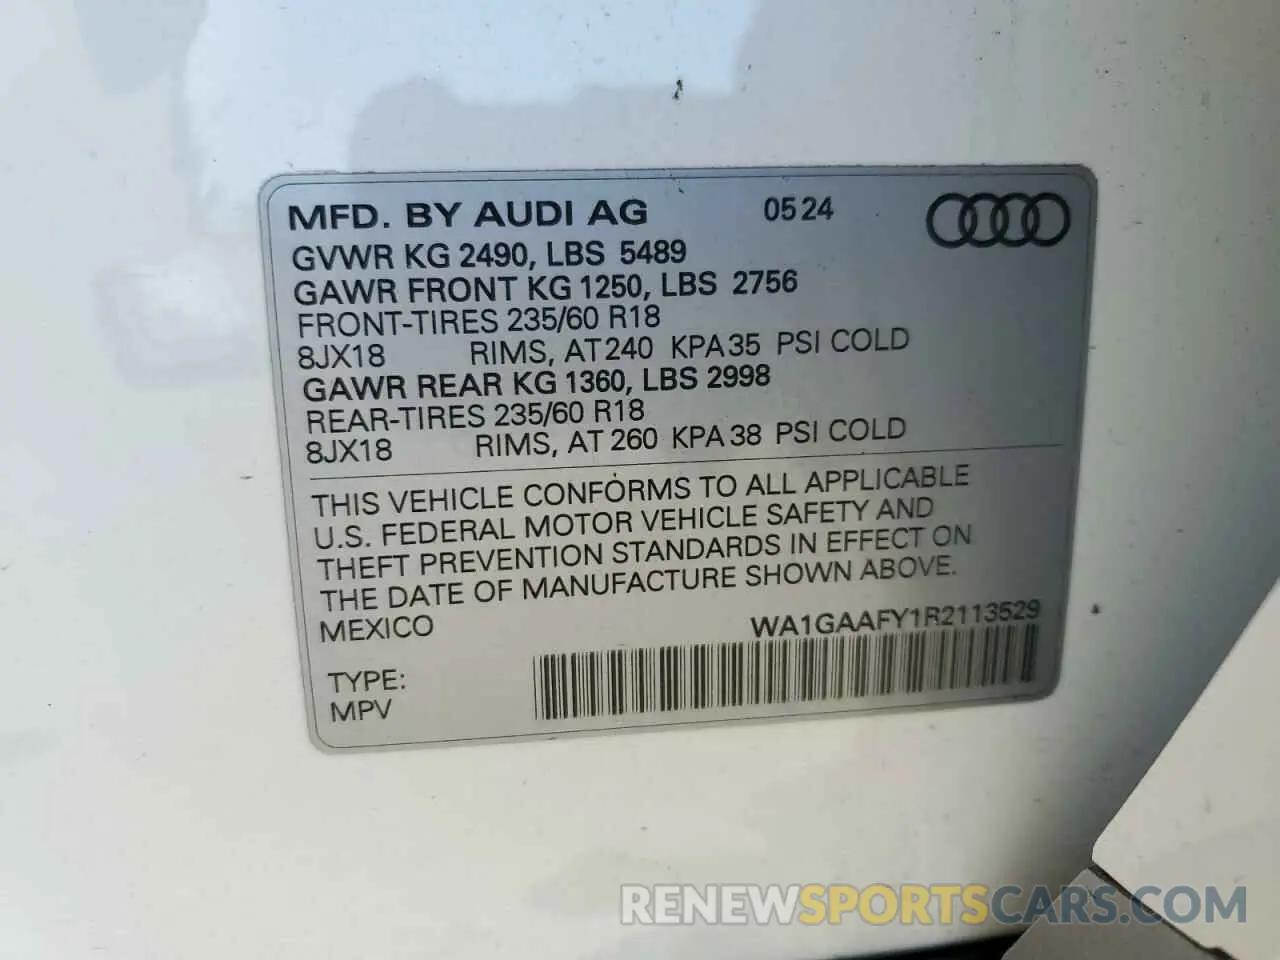 MFD. BY AUDI AG 0524
GVWR KG 2490, LBS 5489
GAWR FRONT KG 1250, LBS 2756
FRONT-TIRES 235/60 R18
8JX18 RIMS, AT 240 KPA 35 PSI COLD
GAWR REAR KG 1360, LBS 2998
REAR-TIRES 235/60 R18
8JX18 RIMS, AT 260 KPA 38 PSI COLD
THIS VEHICLE CONFORMS TO ALL APPLICABLE
U.S. FEDERAL MOTOR VEHICLE SAFETY AND
THEFT PREVENTION STANDARDS IN EFFECT ON
THE DATE OF MANUFACTURE SHOWN ABOVE.
MEXICO WA1GAAFY1R2113529
TYPE:
MPV
RENEWSPORTSCARS.COM